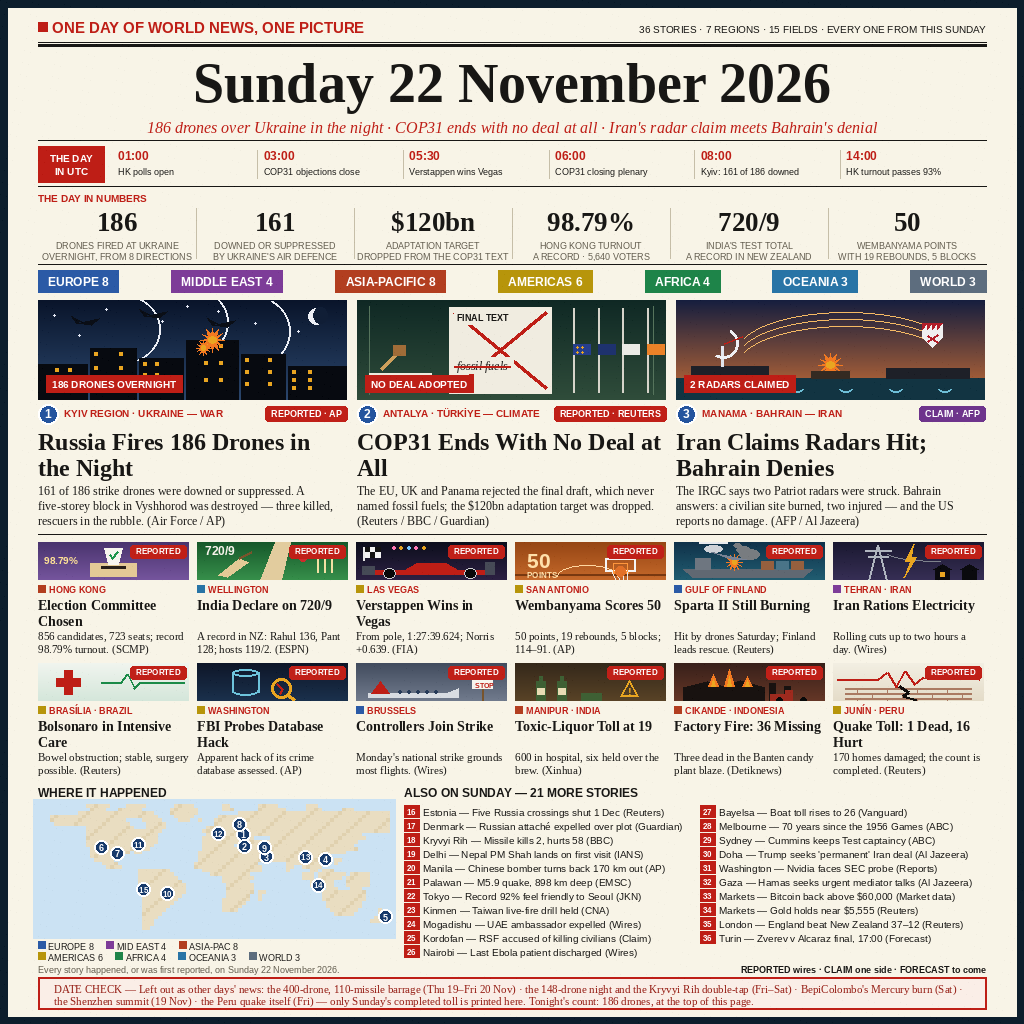 ONE DAY OF WORLD NEWS, ONE PICTURE
36 STORIES · 7 REGIONS · 15 FIELDS · EVERY ONE FROM THIS SUNDAY
Sunday 22 November 2026
186 drones over Ukraine in the night · COP31 ends with no deal at all · Iran's radar claim meets Bahrain's denial
THE DAY
IN UTC
01:00
HK polls open
03:00
COP31 objections close
05:30
Verstappen wins Vegas
06:00
COP31 closing plenary
08:00
Kyiv: 161 of 186 downed
14:00
HK turnout passes 93%
THE DAY IN NUMBERS
186
DRONES FIRED AT UKRAINE
OVERNIGHT, FROM 8 DIRECTIONS
161
DOWNED OR SUPPRESSED
BY UKRAINE'S AIR DEFENCE
$120bn
ADAPTATION TARGET
DROPPED FROM THE COP31 TEXT
98.79%
HONG KONG TURNOUT
A RECORD · 5,640 VOTERS
720/9
INDIA'S TEST TOTAL
A RECORD IN NEW ZEALAND
50
WEMBANYAMA POINTS
WITH 19 REBOUNDS, 5 BLOCKS
EUROPE 8
MIDDLE EAST 4
ASIA-PACIFIC 8
AMERICAS 6
AFRICA 4
OCEANIA 3
WORLD 3
186 DRONES OVERNIGHT
FINAL TEXT
fossil fuels
NO DEAL ADOPTED
2 RADARS CLAIMED
1 KYIV REGION · UKRAINE — WAR
REPORTED · AP
Russia Fires 186 Drones in
the Night
161 of 186 strike drones were downed or suppressed. A
five-storey block in Vyshhorod was destroyed — three killed,
rescuers in the rubble. (Air Force / AP)
2 ANTALYA · TÜRKİYE — CLIMATE
REPORTED · REUTERS
COP31 Ends With No Deal at
All
The EU, UK and Panama rejected the final draft, which never
named fossil fuels; the $120bn adaptation target was dropped.
(Reuters / BBC / Guardian)
3 MANAMA · BAHRAIN — IRAN
CLAIM · AFP
Iran Claims Radars Hit;
Bahrain Denies
The IRGC says two Patriot radars were struck. Bahrain
answers: a civilian site burned, two injured — and the US
reports no damage. (AFP / Al Jazeera)
98.79%
REPORTED
HONG KONG
Election Committee
Chosen
856 candidates, 723 seats; record
98.79% turnout. (SCMP)
720/9
REPORTED
WELLINGTON
India Declare on 720/9
A record in NZ: Rahul 136, Pant
128; hosts 119/2. (ESPN)
REPORTED
LAS VEGAS
Verstappen Wins in
Vegas
From pole, 1:27:39.624; Norris
+0.639. (FIA)
50
POINTS
REPORTED
SAN ANTONIO
Wembanyama Scores 50
50 points, 19 rebounds, 5 blocks;
114–91. (AP)
REPORTED
GULF OF FINLAND
Sparta II Still Burning
Hit by drones Saturday; Finland
leads rescue. (Reuters)
REPORTED
TEHRAN · IRAN
Iran Rations Electricity
Rolling cuts up to two hours a
day. (Wires)
REPORTED
BRASÍLIA · BRAZIL
Bolsonaro in Intensive
Care
Bowel obstruction; stable, surgery
possible. (Reuters)
REPORTED
WASHINGTON
FBI Probes Database
Hack
Apparent hack of its crime
database assessed. (AP)
STOP
REPORTED
BRUSSELS
Controllers Join Strike
Monday's national strike grounds
most flights. (Wires)
REPORTED
MANIPUR · INDIA
Toxic-Liquor Toll at 19
600 in hospital, six held over the
brew. (Xinhua)
REPORTED
CIKANDE · INDONESIA
Factory Fire: 36 Missing
Three dead in the Banten candy
plant blaze. (Detiknews)
REPORTED
JUNÍN · PERU
Quake Toll: 1 Dead, 16
Hurt
170 homes damaged; the count is
completed. (Reuters)
WHERE IT HAPPENED
6
7
11
12
8
1
2
9
3
13
4
14
15
10
5
EUROPE 8
MID EAST 4
ASIA-PAC 8
AMERICAS 6
AFRICA 4
OCEANIA 3
WORLD 3
ALSO ON SUNDAY — 21 MORE STORIES
16 Estonia — Five Russia crossings shut 1 Dec (Reuters)
17 Denmark — Russian attaché expelled over plot (Guardian)
18 Kryvyi Rih — Missile kills 2, hurts 58 (BBC)
19 Delhi — Nepal PM Shah lands on first visit (IANS)
20 Manila — Chinese bomber turns back 170 km out (AP)
21 Palawan — M5.9 quake, 898 km deep (EMSC)
22 Tokyo — Record 92% feel friendly to Seoul (JKN)
23 Kinmen — Taiwan live-fire drill held (CNA)
24 Mogadishu — UAE ambassador expelled (Wires)
25 Kordofan — RSF accused of killing civilians (Claim)
26 Nairobi — Last Ebola patient discharged (Wires)
27 Bayelsa — Boat toll rises to 26 (Vanguard)
28 Melbourne — 70 years since the 1956 Games (ABC)
29 Sydney — Cummins keeps Test captaincy (ABC)
30 Doha — Trump seeks 'permanent' Iran deal (Al Jazeera)
31 Washington — Nvidia faces SEC probe (Reports)
32 Gaza — Hamas seeks urgent mediator talks (Al Jazeera)
33 Markets — Bitcoin back above $60,000 (Market data)
34 Markets — Gold holds near $5,555 (Reuters)
35 London — England beat New Zealand 37–12 (Reuters)
36 Turin — Zverev v Alcaraz final, 17:00 (Forecast)
Every story happened, or was first reported, on Sunday 22 November 2026.
REPORTED wires · CLAIM one side · FORECAST to come
DATE CHECK — Left out as other days' news: the 400-drone, 110-missile barrage (Thu 19–Fri 20 Nov) · the 148-drone night and the Kryvyi Rih double-tap (Fri–Sat) · BepiColombo's Mercury burn (Sat) ·
the Shenzhen summit (19 Nov) · the Peru quake itself (Fri) — only Sunday's completed toll is printed here. Tonight's count: 186 drones, at the top of this page.